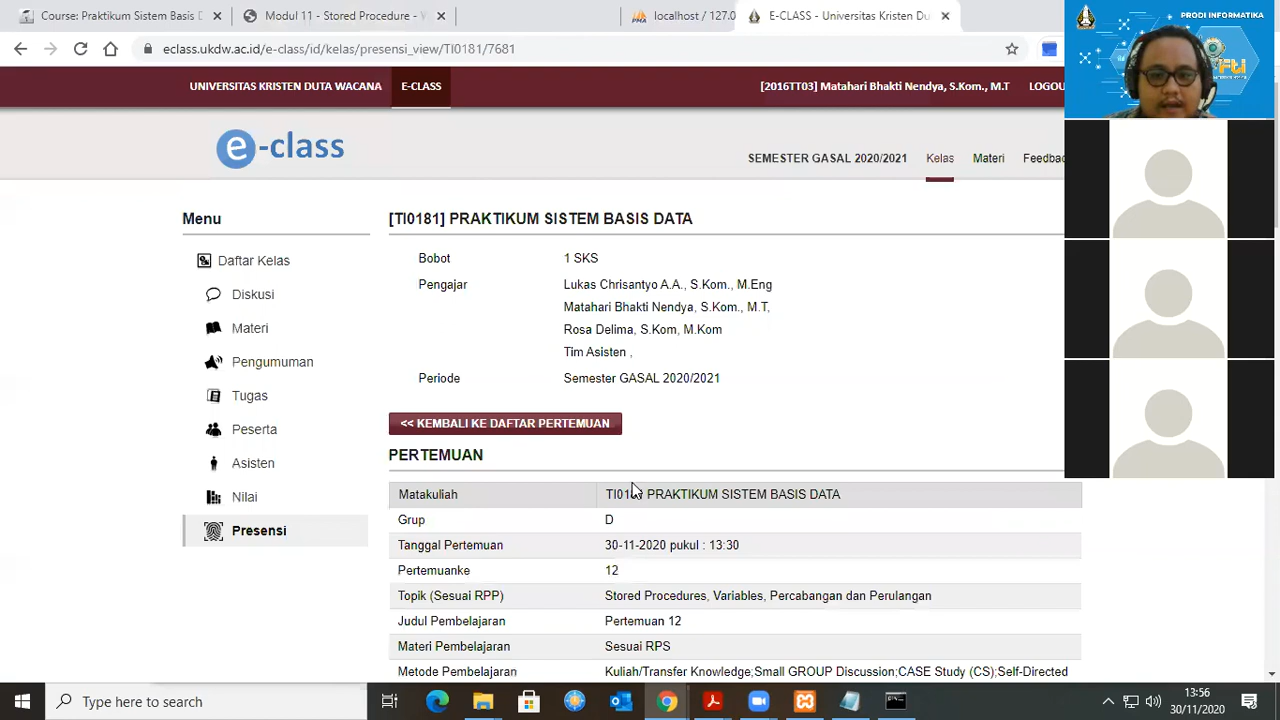 Course: Praktikum Sistem Basis D
Modul 11 - Stored Procedure - V
localhost / 127.0
E-CLASS - Universitas Kristen Dut
eclass.ukdw.ac.id/e-class/id/kelas/presensi_view/TI0181/7681
UNIVERSITAS KRISTEN DUTA WACANA E-CLASS [2016TT03] Matahari Bhakti Nendya, S.Kom., M.T LOGOU
PRODI INFORMATIKA
fti
e-class
SEMESTER GASAL 2020/2021 Kelas Materi Feedba
Menu
Daftar Kelas
Diskusi
Materi
Pengumuman
Tugas
Peserta
Asisten
Nilai
Presensi
[TI0181] PRAKTIKUM SISTEM BASIS DATA
Bobot 1 SKS
Pengajar Lukas Chrisantyo A.A., S.Kom., M.Eng
Matahari Bhakti Nendya, S.Kom., M.T,
Rosa Delima, S.Kom, M.Kom
Tim Asisten ,
Periode Semester GASAL 2020/2021
<< KEMBALI KE DAFTAR PERTEMUAN
PERTEMUAN
Matakuliah PRAKTIKUM SISTEM BASIS DATA
Grup D
Tanggal Pertemuan 30-11-2020 pukul : 13:30
Pertemuanke 12
Topik (Sesuai RPP) Stored Procedures, Variables, Percabangan dan Perulangan
Judul Pembelajaran Pertemuan 12
Materi Pembelajaran Sesuai RPS
Metode Pembelajaran Kuliah/Transfer Knowledge;Small GROUP Discussion;CASE Study (CS);Self-Directed
Type here to search
13:56
30/11/2020